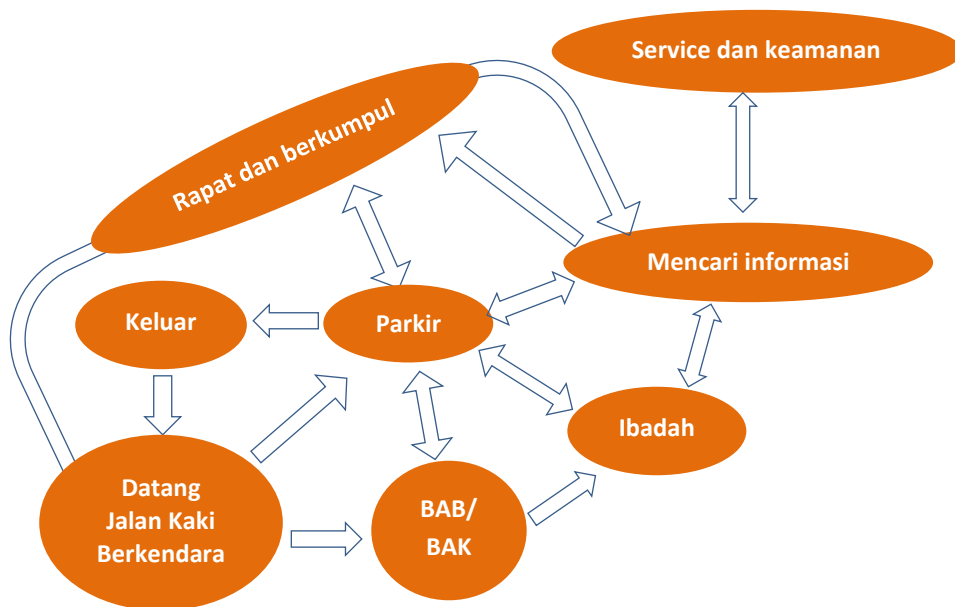 Service dan keamanan
Rapat dan berkumpul
Mencari informasi
Keluar
Parkir
Ibadah
Datang
Jalan Kaki
Berkendara
BAB/
BAK